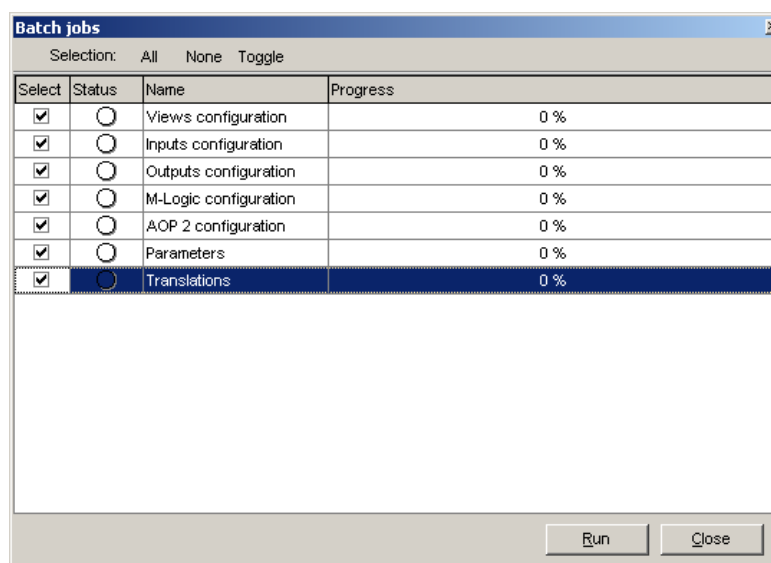 Batch jobs
Selection: All None Toggle
Select Status Name Progress
Views configuration 0 %
Inputs configuration 0 %
Outputs configuration 0 %
M-Logic configuration 0 %
AOP 2 configuration 0 %
Parameters 0 %
Translations 0 %
Run Close